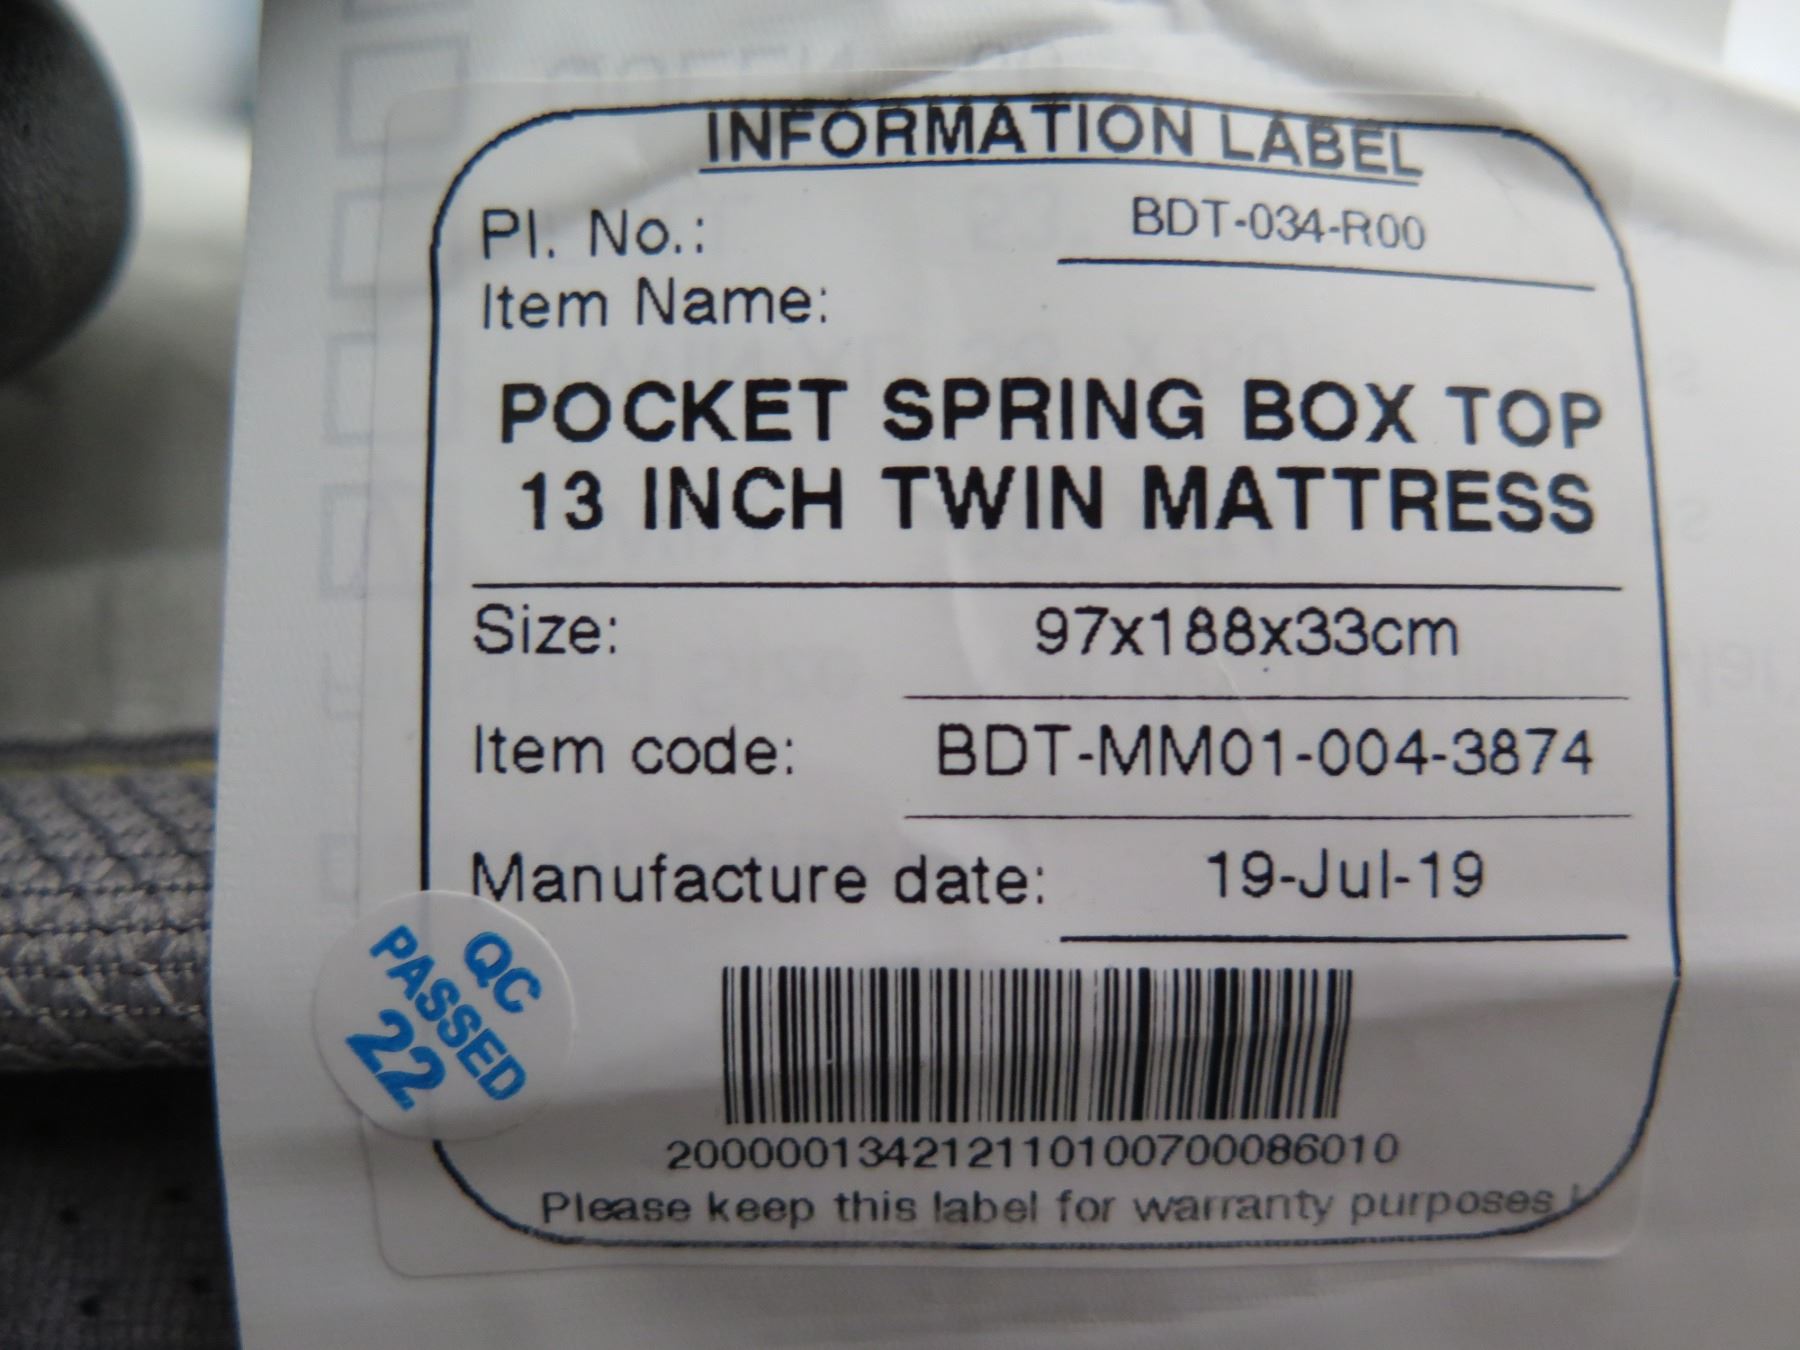 INFORMATION LABEL
Pl. No.: BDT-034-R00
Item Name:
POCKET SPRING BOX TOP
13 INCH TWIN MATTRESS
Size: 97x188x33cm
Item code: BDT-MM01-004-3874
Manufacture date: 19-Jul-19
QC
PASSED
22
20000001342121101007000086010
Please keep this label for warranty purposes !